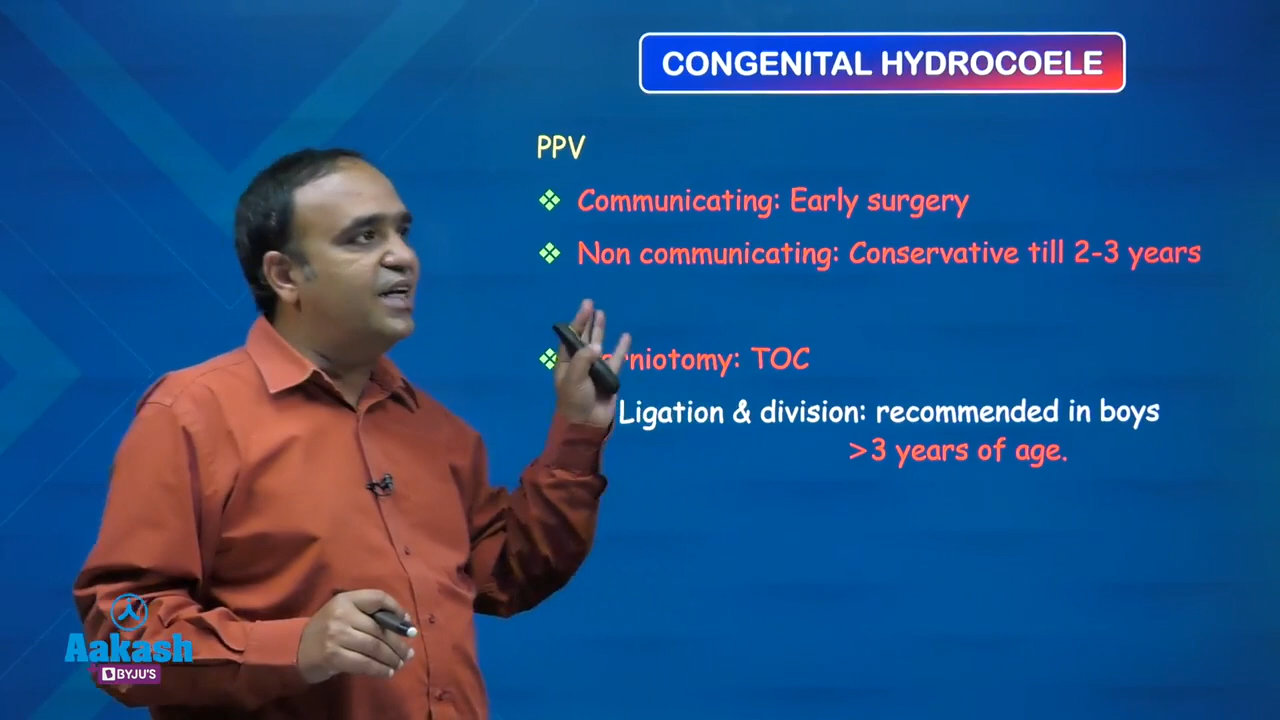 CONGENITAL HYDROCOELE
PPV
Communicating: Early surgery
Non communicating: Conservative till 2-3 years
TOC
Ligation & division: recommended in boys
>3 years of age.
Aakash
BYJU'S